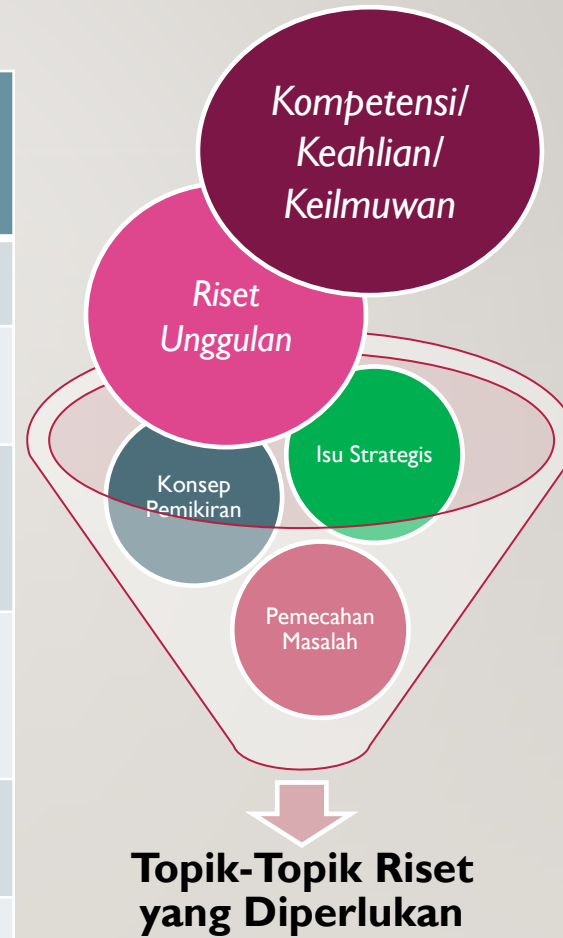 Kompetensi/
Keahlian/
Keilmuwan
Riset
Unggulan
Isu Strategis
Konsep
Pemikiran
Pemecahan
Masalah
Topik-Topik Riset
yang Diperlukan